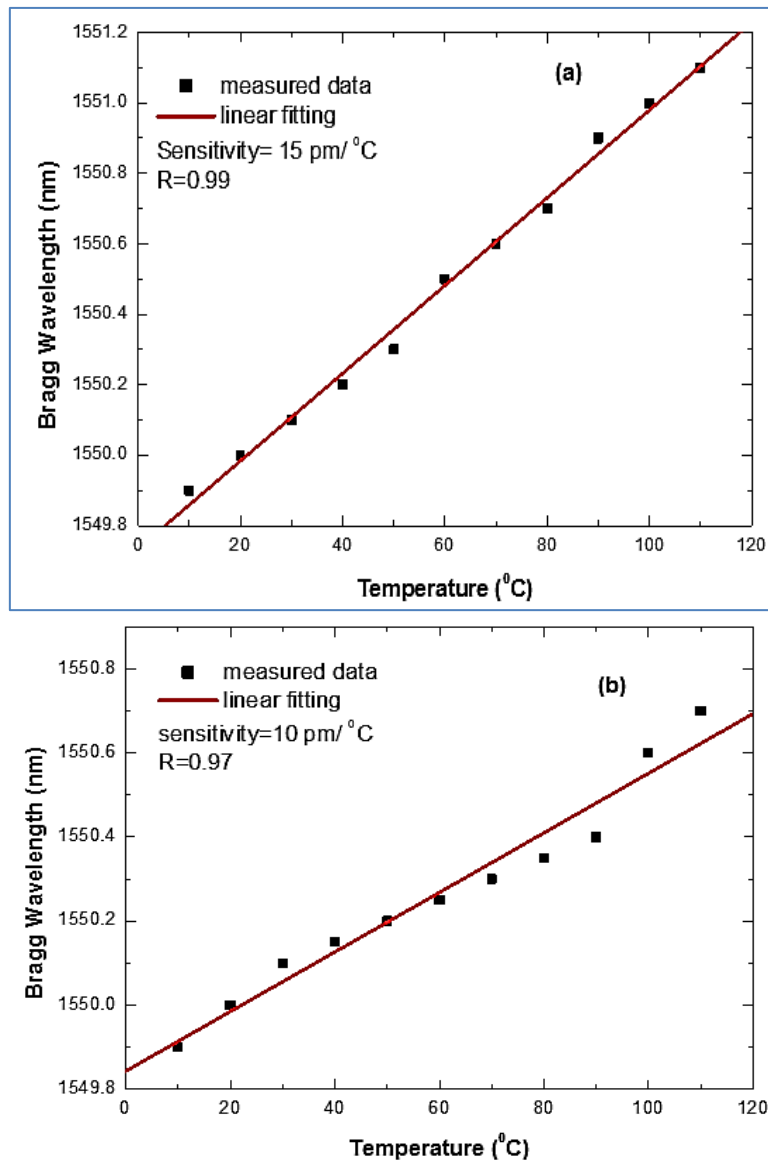 (a)
measured data
linear fitting
Sensitivity= 15 pm/ ⁰C
R=0.99
Bragg Wavelength (nm)
1551.2
1551.0
1550.8
1550.6
1550.4
1550.2
1550.0
1549.8
0 20 40 60 80 100 120
Temperature (⁰C)
(b)
measured data
linear fitting
sensitivity=10 pm/ ⁰C
R=0.97
Bragg Wavelength (nm)
1550.8
1550.6
1550.4
1550.2
1550.0
1549.8
0 20 40 60 80 100 120
Temperature (⁰C)